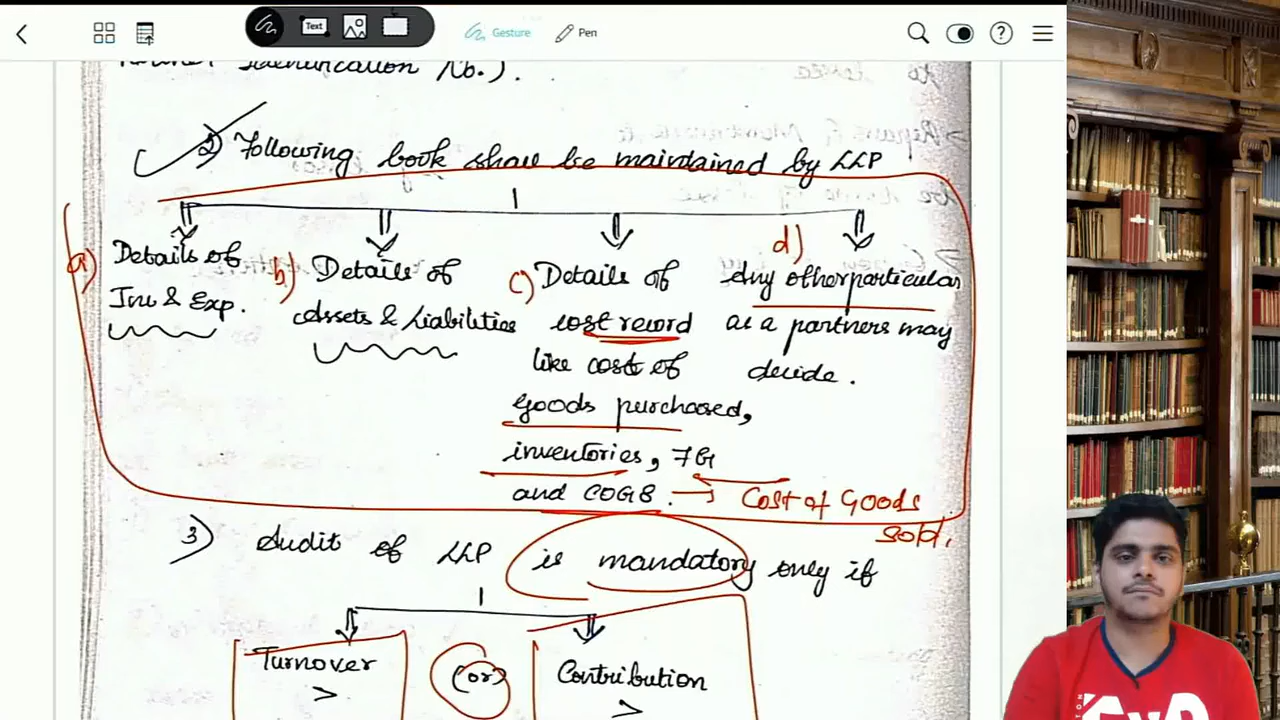 Text
Gesture
Pen
Identification No.).
2) Following book shall be maintained by LLP
a) Details of
Inc & Exp.
b) Details of
Assets & Liabilities
c) Details of
cost record
like cost of
goods purchased,
inventories, FG
and COGS. → Cost of Goods
sold.
d) Any other particular
as a partners may
decide.
3) Audit of LLP is mandatory only if
Turnover
>
(or)
Contribution
>